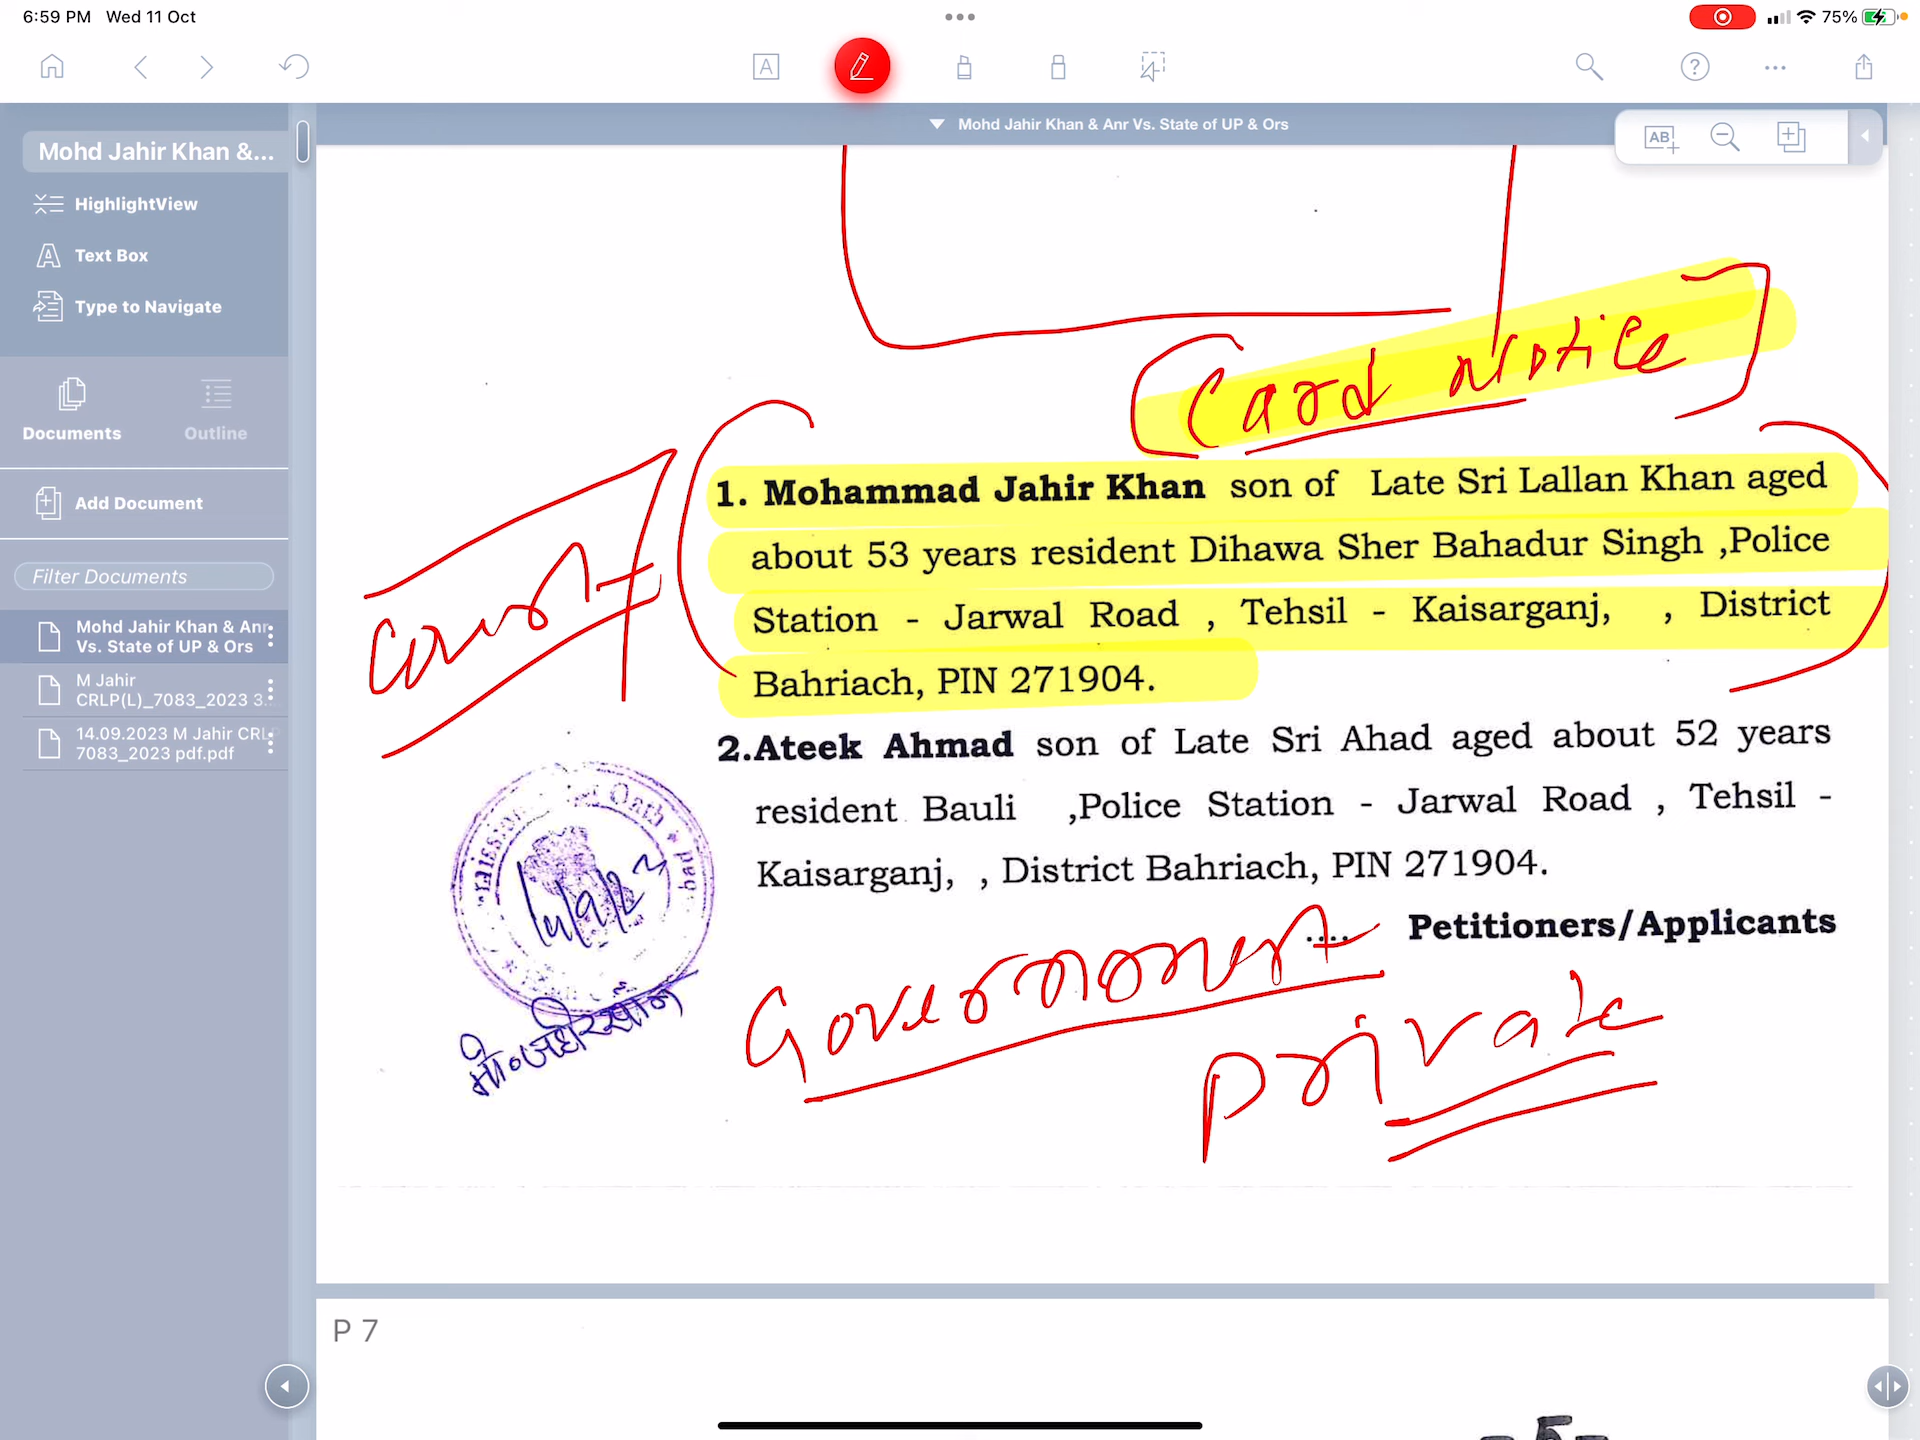 6:59 PM Wed 11 Oct
75%
A
?
Mohd Jahir Khan & Anr Vs. State of UP & Ors
AB
Mohd Jahir Khan &...
HighlightView
A Text Box
Type to Navigate
Documents
Outline
Add Document
Filter Documents
Mohd Jahir Khan & Anr
Vs. State of UP & Ors
M Jahir
CRLP(L)_7083_2023 3...
14.09.2023 M Jahir CRL
7083_2023 pdf.pdf
Card Notice
Court
1. Mohammad Jahir Khan son of Late Sri Lallan Khan aged
about 53 years resident Dihawa Sher Bahadur Singh ,Police
Station - Jarwal Road , Tehsil - Kaisarganj, , District
Bahriach, PIN 271904.
2.Ateek Ahmad son of Late Sri Ahad aged about 52 years
resident Bauli ,Police Station - Jarwal Road , Tehsil -
Kaisarganj, , District Bahriach, PIN 271904.
.... Petitioners/Applicants
Oath
Government
Private
P 7